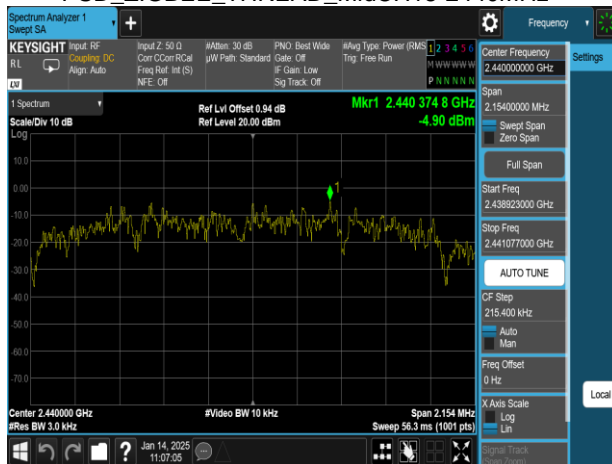 Spectrum Analyzer 1
Swept SA
+
Frequency
KEYSIGHT
RL
LXI
Input: RF
Coupling: DC
Align: Auto
Input Z: 50 Ω
Corr CCorr RCal
Freq Ref: Int (S)
NFE: Off
#Atten: 30 dB
µW Path: Standard
PNO: Best Wide
Gate: Off
IF Gain: Low
Sig Track: Off
#Avg Type: Power (RMS
Trig: Free Run
1 2 3 4 5 6
M W W W W W
P N N N N N
1 Spectrum
Scale/Div 10 dB
Log
Ref Lvl Offset 0.94 dB
Ref Level 20.00 dBm
Mkr1 2.440 374 8 GHz
-4.90 dBm
1
10.0
0.00
-10.0
-20.0
-30.0
-40.0
-50.0
-60.0
-70.0
Center 2.440000 GHz
#Res BW 3.0 kHz
#Video BW 10 kHz
Span 2.154 MHz
Sweep 56.3 ms (1001 pts)
Jan 14, 2025
11:07:05
Center Frequency
2.440000000 GHz
Span
2.15400000 MHz
Swept Span
Zero Span
Full Span
Start Freq
2.438923000 GHz
Stop Freq
2.441077000 GHz
AUTO TUNE
CF Step
215.400 kHz
Auto
Man
Freq Offset
0 Hz
X Axis Scale
Log
Lin
Signal Track
(Span Zoom)
Settings
Local